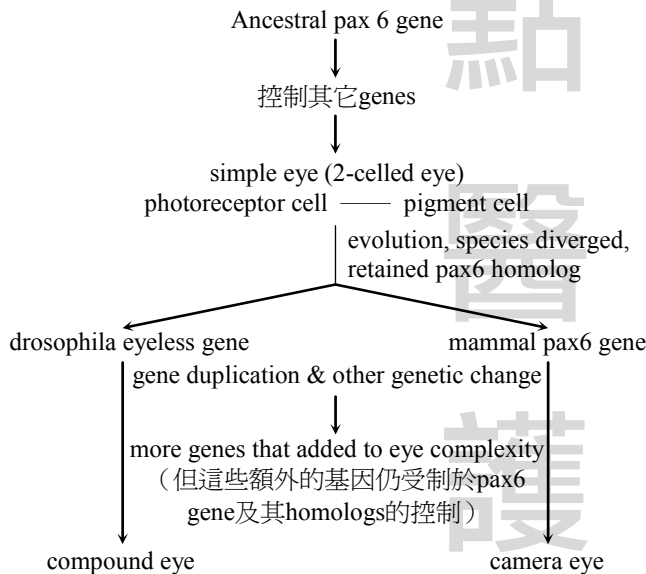 Ancestral pax 6 gene
控制其它genes
simple eye (2-celled eye)
photoreceptor cell —— pigment cell
evolution, species diverged,
retained pax6 homolog
drosophila eyeless gene
mammal pax6 gene
gene duplication & other genetic change
more genes that added to eye complexity
（但這些額外的基因仍受制於pax6
gene及其homologs的控制）
compound eye
camera eye
點
醫
護